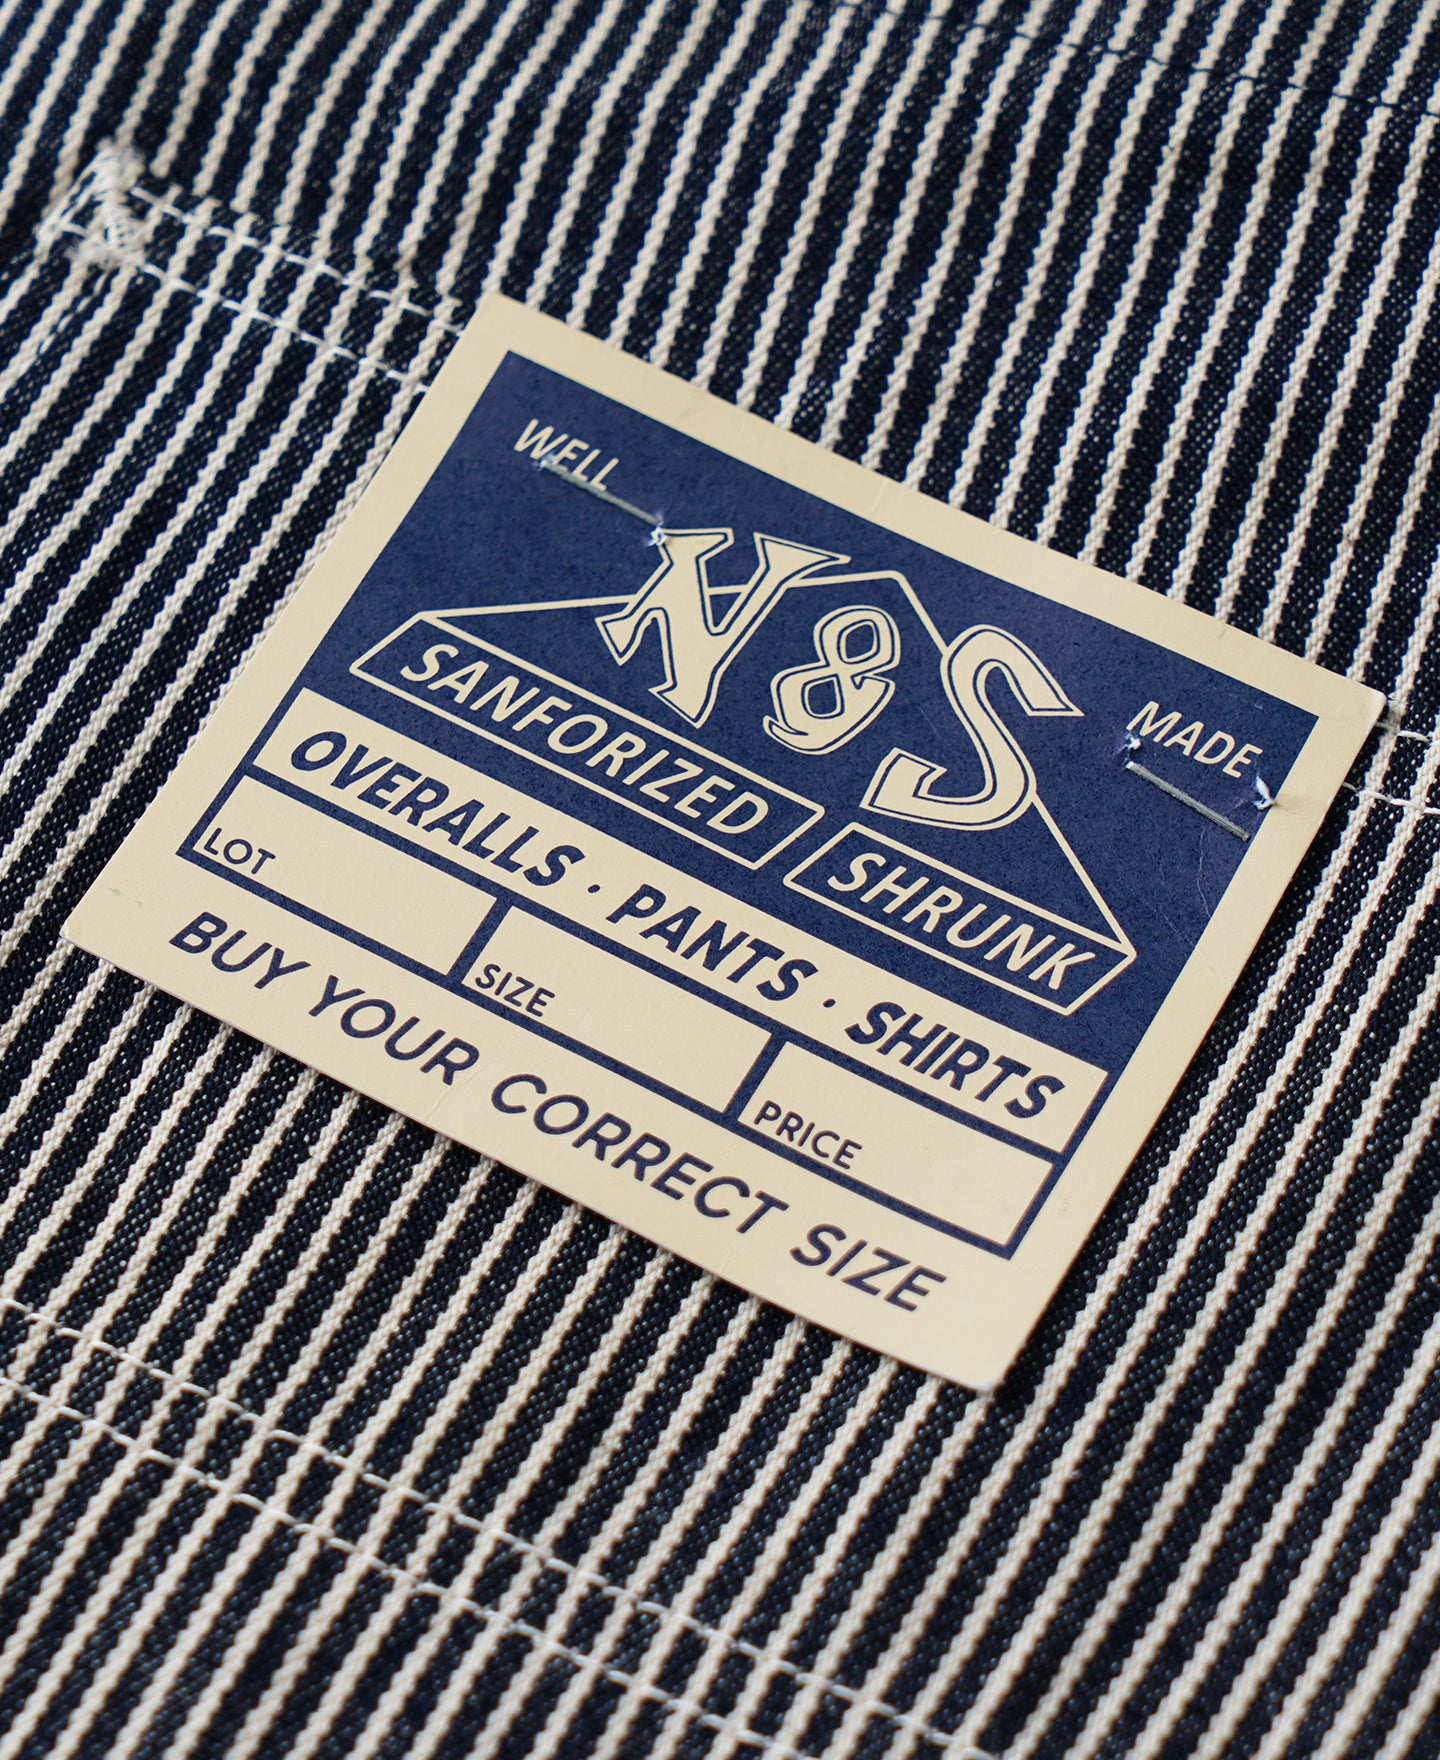 WELL MADE
N & S
SANFORIZED SHRUNK
OVERALLS · PANTS · SHIRTS
LOT SIZE PRICE
BUY YOUR CORRECT SIZE